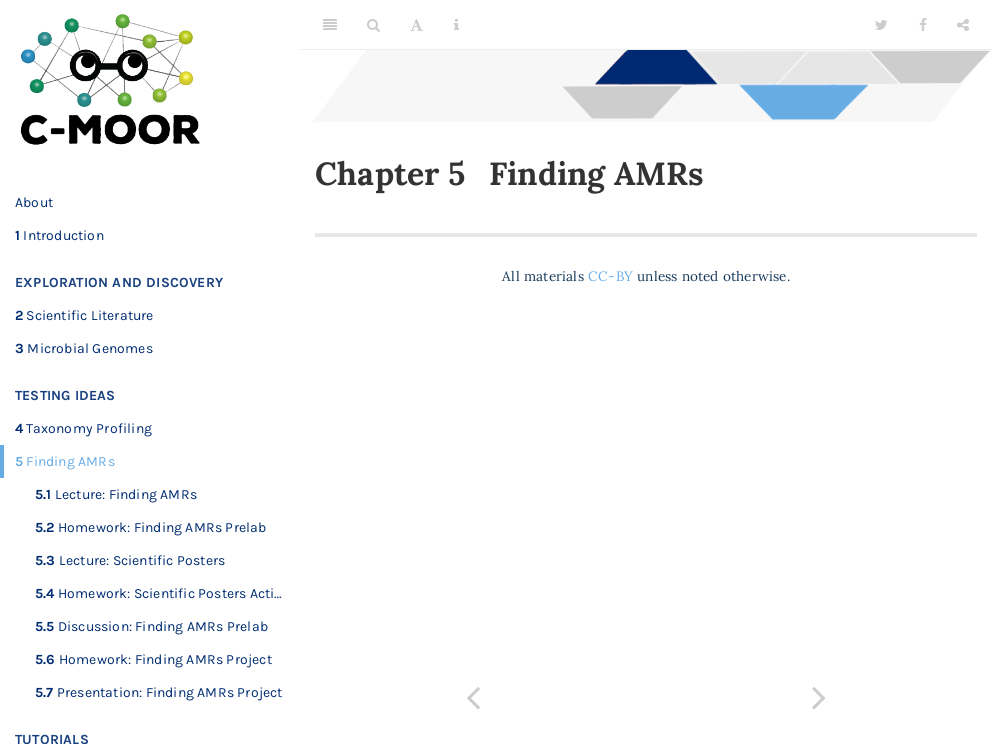 C-MOOR
About
1 Introduction
EXPLORATION AND DISCOVERY
2 Scientific Literature
3 Microbial Genomes
TESTING IDEAS
4 Taxonomy Profiling
5 Finding AMRs
5.1 Lecture: Finding AMRs
5.2 Homework: Finding AMRs Prelab
5.3 Lecture: Scientific Posters
5.4 Homework: Scientific Posters Acti…
5.5 Discussion: Finding AMRs Prelab
5.6 Homework: Finding AMRs Project
5.7 Presentation: Finding AMRs Project
TUTORIALS
A
Chapter 5 Finding AMRs
All materials CC-BY unless noted otherwise.